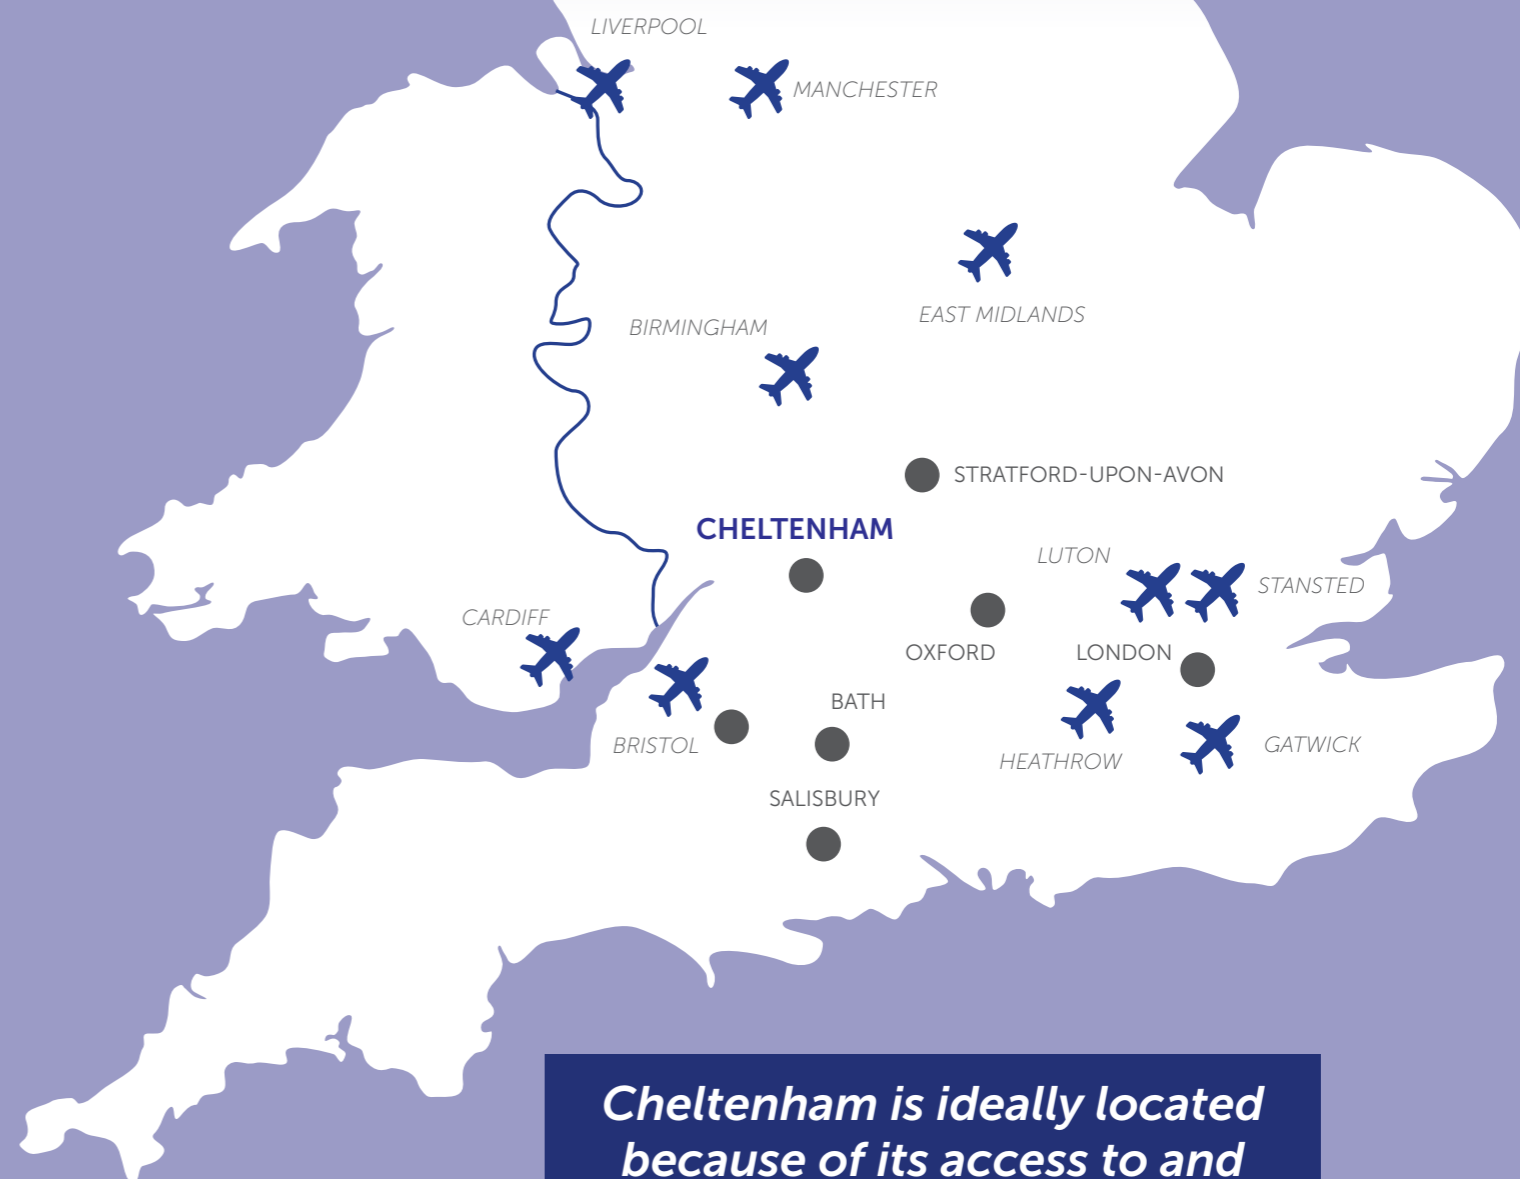 LIVERPOOL
MANCHESTER
EAST MIDLANDS
BIRMINGHAM
STRATFORD-UPON-AVON
CHELTENHAM
LUTON
STANSTED
CARDIFF
OXFORD
LONDON
BATH
BRISTOL
HEATHROW
GATWICK
SALISBURY
Cheltenham is ideally located
because of its access to and